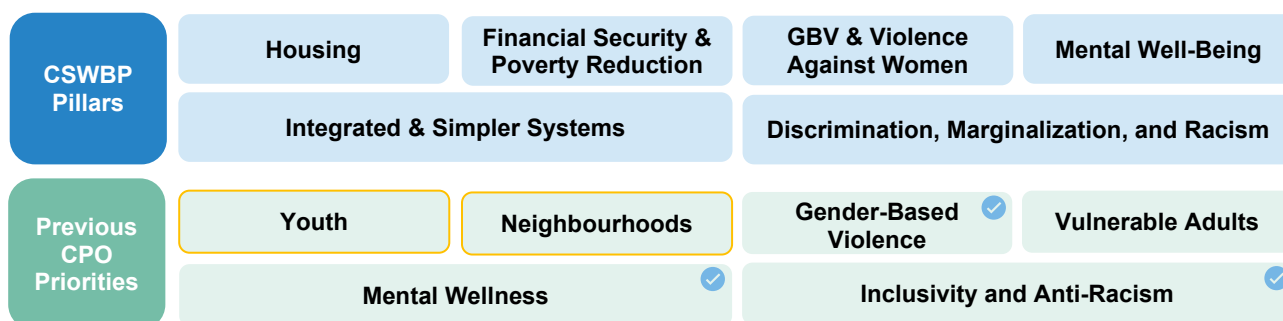 CSWBP
Pillars
Housing
Financial Security &
Poverty Reduction
GBV & Violence
Against Women
Mental Well-Being
Integrated & Simpler Systems
Discrimination, Marginalization, and Racism
Previous
CPO
Priorities
Youth
Neighbourhoods
Gender-Based
Violence
Vulnerable Adults
Mental Wellness
Inclusivity and Anti-Racism